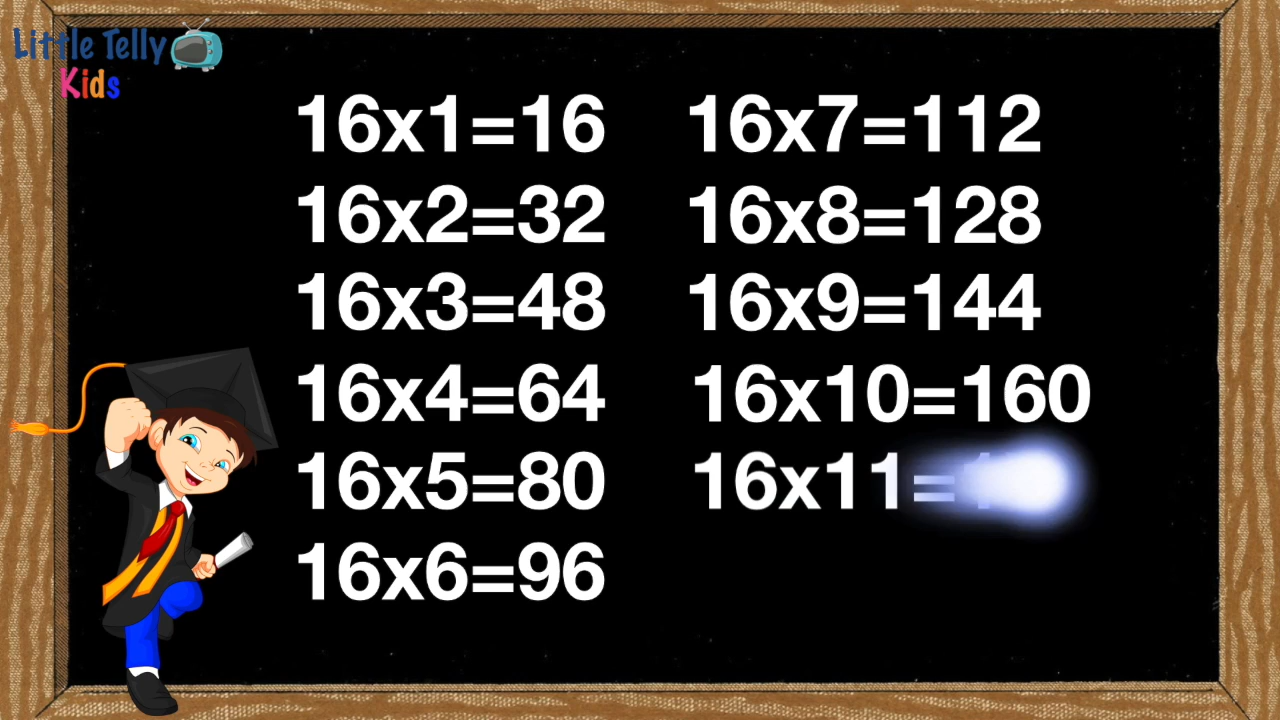 Little Telly
Kids
16x1=16
16x2=32
16x3=48
16x4=64
16x5=80
16x6=96
16x7=112
16x8=128
16x9=144
16x10=160
16x11=